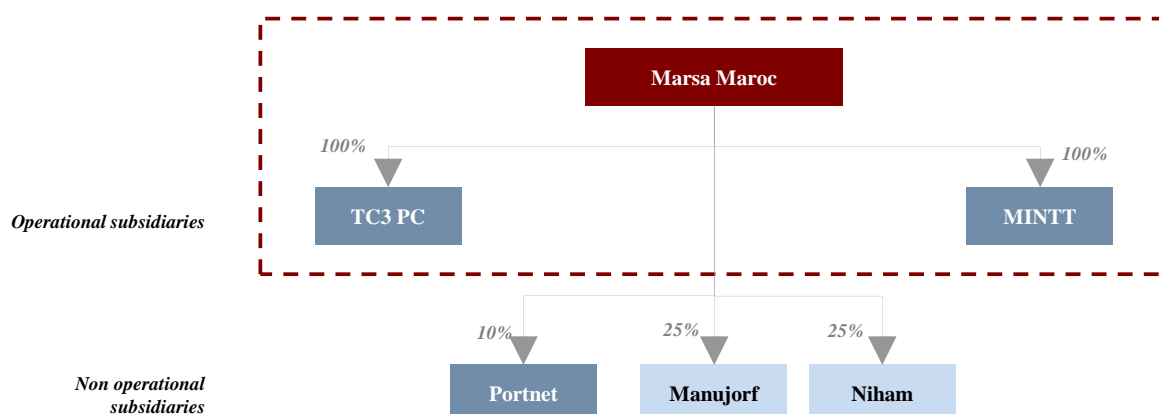 Marsa Maroc
100%
100%
TC3 PC
MINTT
Operational subsidiaries
10%
25%
25%
Non operational
subsidiaries
Portnet
Manujorf
Niham